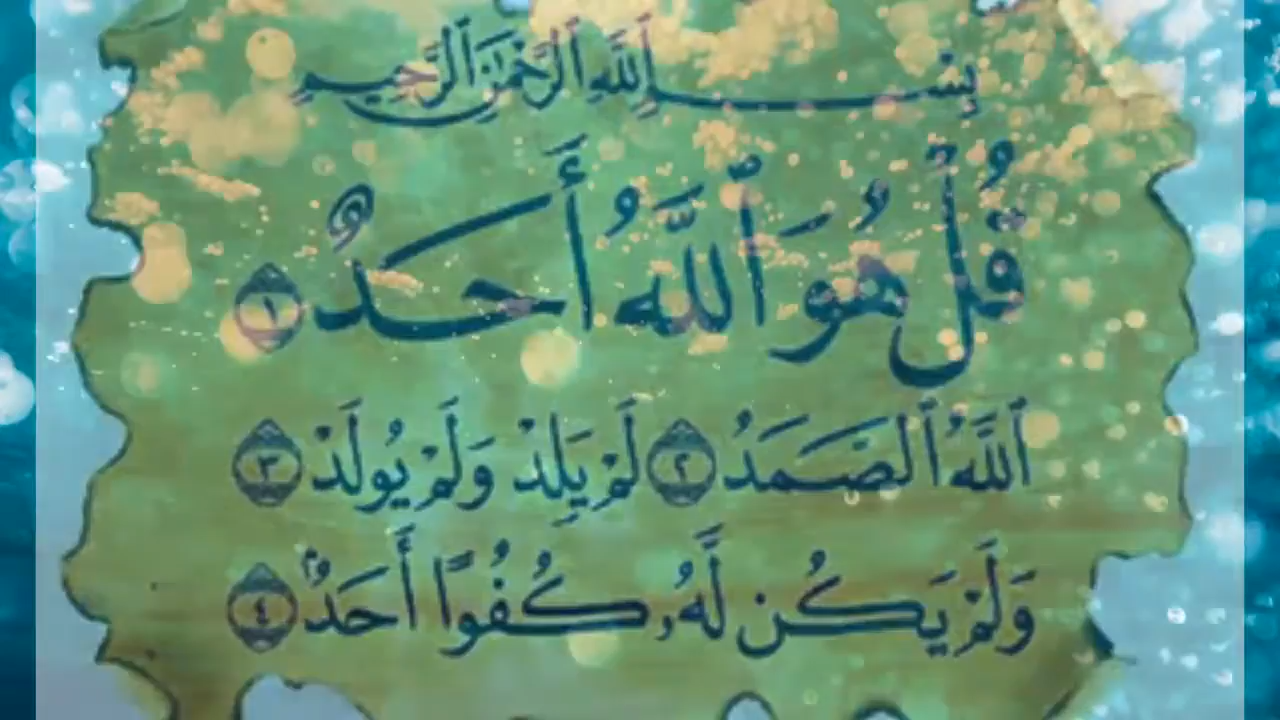 بِسْمِ ٱللَّهِ ٱلرَّحْمَٰنِ ٱلرَّحِيمِ
قُلْ هُوَ ٱللَّهُ أَحَدٌ ١
ٱللَّهُ ٱلصَّمَدُ ٢ لَمْ يَلِدْ وَلَمْ يُولَدْ ٣
وَلَمْ يَكُن لَّهُۥ كُفُوًا أَحَدٌۢ ٤